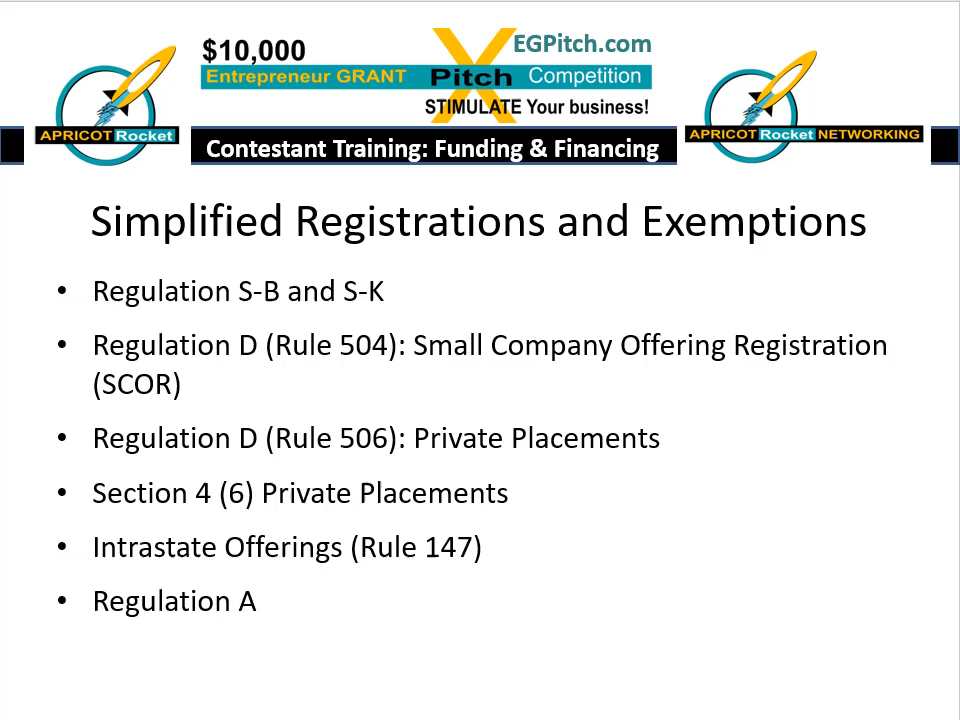 $10,000
Entrepreneur GRANT
X
EGPitch.com
Pitch Competition
STIMULATE Your business!
APRICOT Rocket
APRICOT Rocket NETWORKING
Contestant Training: Funding & Financing
Simplified Registrations and Exemptions
• Regulation S-B and S-K
• Regulation D (Rule 504): Small Company Offering Registration
(SCOR)
• Regulation D (Rule 506): Private Placements
• Section 4 (6) Private Placements
• Intrastate Offerings (Rule 147)
• Regulation A